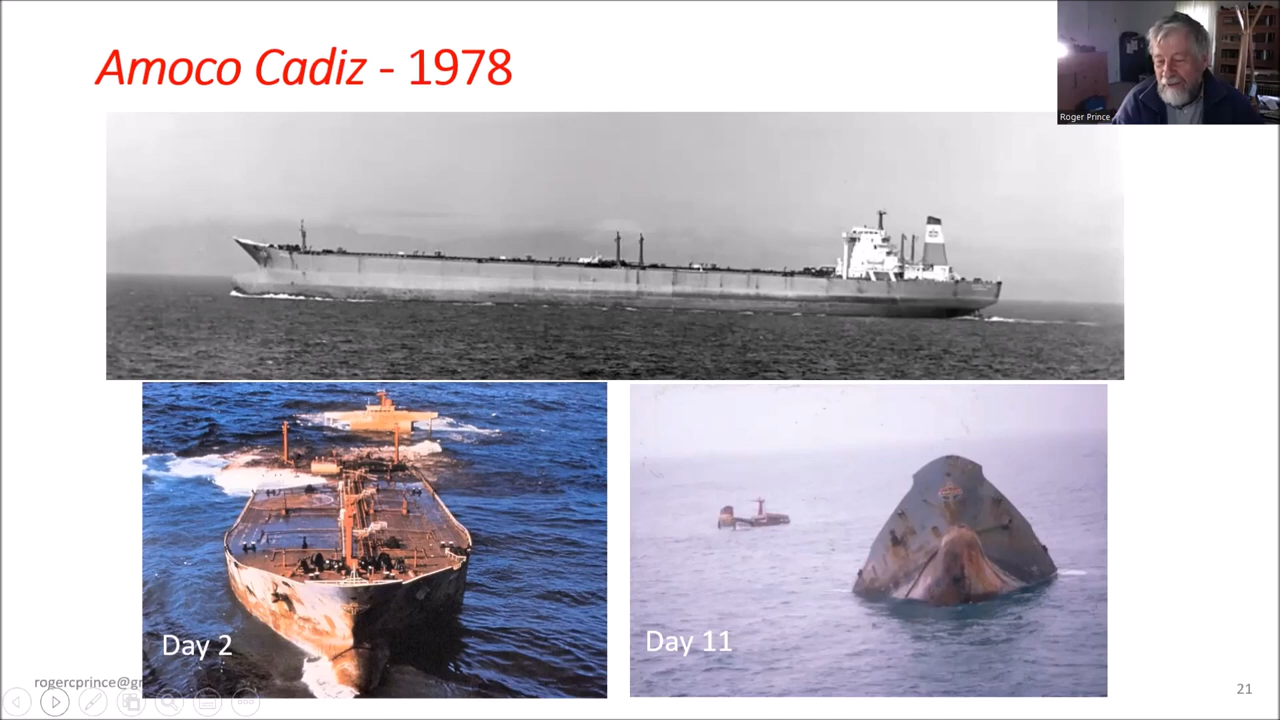 Amoco Cadiz - 1978
Roger Prince
Day 2
Day 11
rogercprince@gr
21